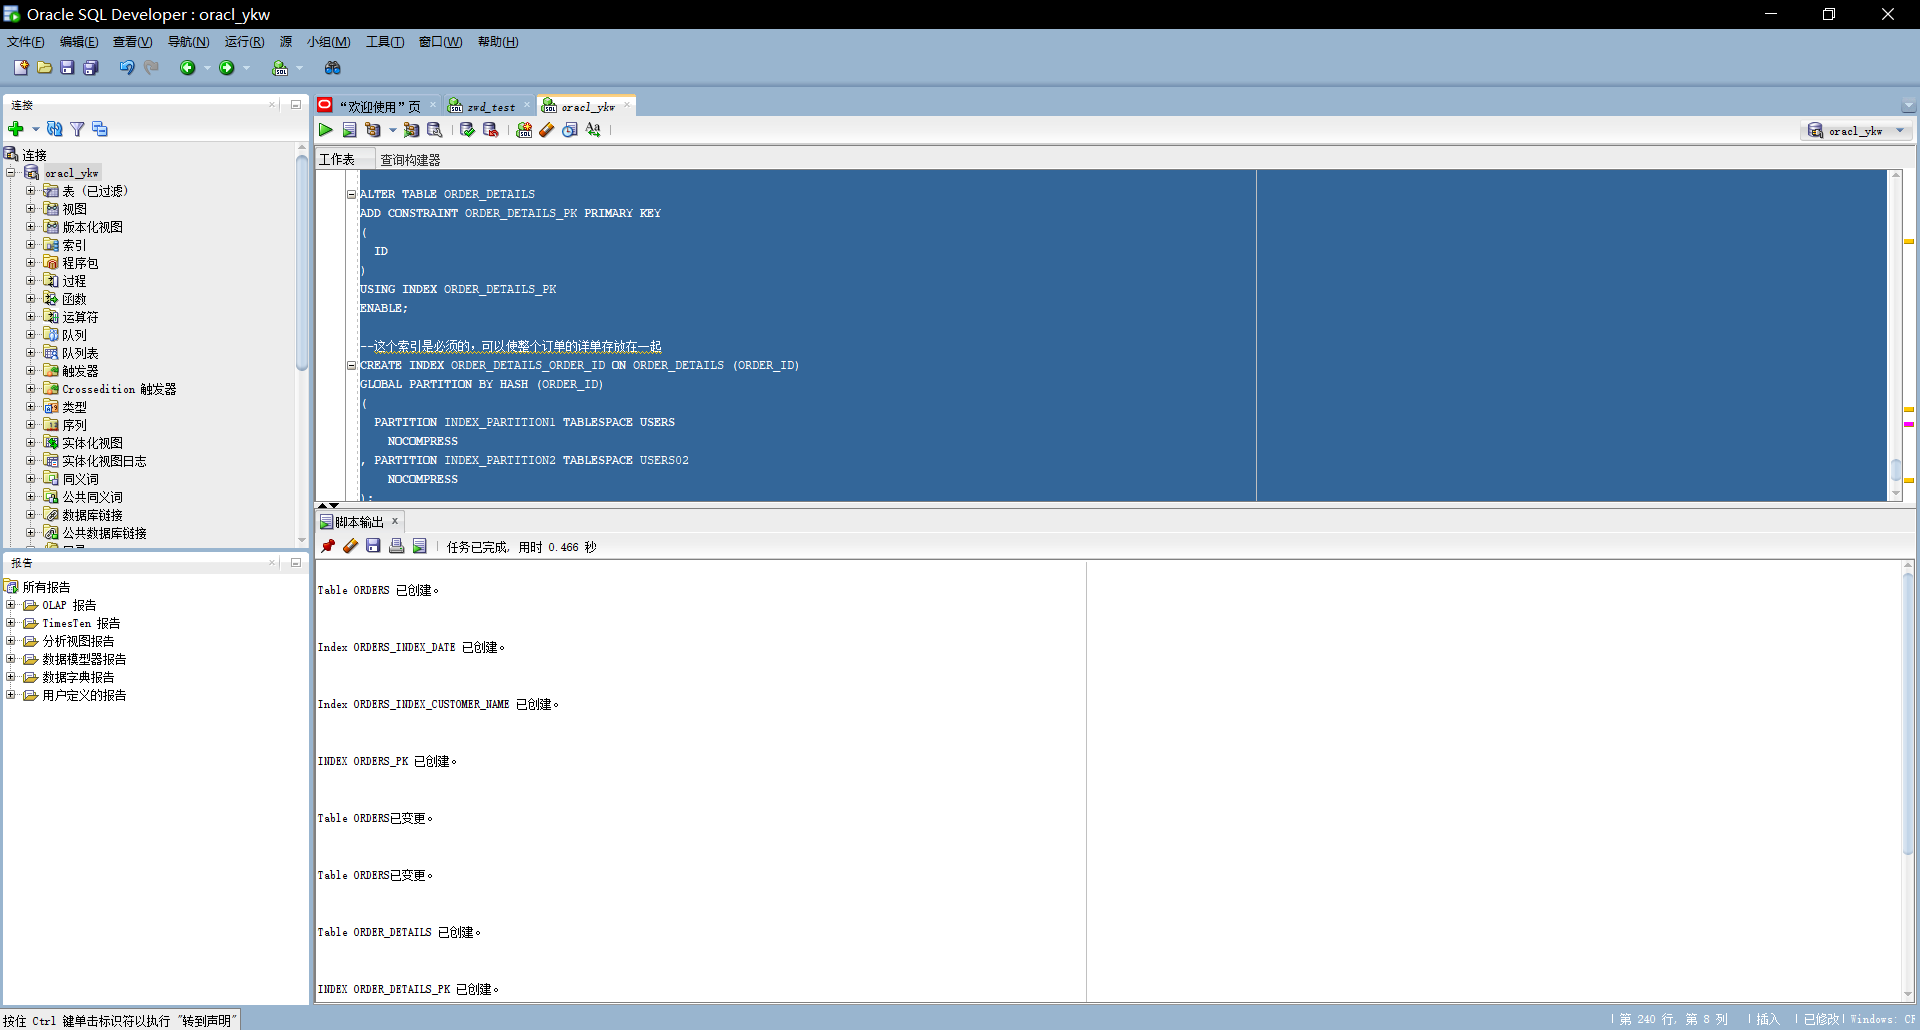 Oracle SQL Developer : oracl_ykw
文件(F) 编辑(E) 查看(V) 导航(N) 运行(R) 源 小组(M) 工具(T) 窗口(W) 帮助(H)
连接
连接
oracl_ykw
表 (已过滤)
视图
版本化视图
索引
程序包
过程
函数
运算符
队列
队列表
触发器
Crossedition 触发器
类型
序列
实体化视图
实体化视图日志
同义词
公共同义词
数据库链接
公共数据库链接
报告
所有报告
OLAP 报告
TimesTen 报告
分析视图报告
数据模型器报告
数据字典报告
用户定义的报告
“欢迎使用”页 zwd_test oracl_ykw
oracl_ykw
工作表 查询构建器
ALTER TABLE ORDER_DETAILS
ADD CONSTRAINT ORDER_DETAILS_PK PRIMARY KEY
(
ID
)
USING INDEX ORDER_DETAILS_PK
ENABLE;
--这个索引是必须的，可以使整个订单的详单存放在一起
CREATE INDEX ORDER_DETAILS_ORDER_ID ON ORDER_DETAILS (ORDER_ID)
GLOBAL PARTITION BY HASH (ORDER_ID)
(
PARTITION INDEX_PARTITION1 TABLESPACE USERS
NOCOMPRESS
, PARTITION INDEX_PARTITION2 TABLESPACE USERS02
NOCOMPRESS
);
脚本输出
任务已完成, 用时 0.466 秒
Table ORDERS 已创建。
Index ORDERS_INDEX_DATE 已创建。
Index ORDERS_INDEX_CUSTOMER_NAME 已创建。
INDEX ORDERS_PK 已创建。
Table ORDERS已变更。
Table ORDERS已变更。
Table ORDER_DETAILS 已创建。
INDEX ORDER_DETAILS_PK 已创建。
按住 Ctrl 键单击标识符以执行 "转到声明"
第 240 行, 第 8 列 插入 已修改 Windows: CF